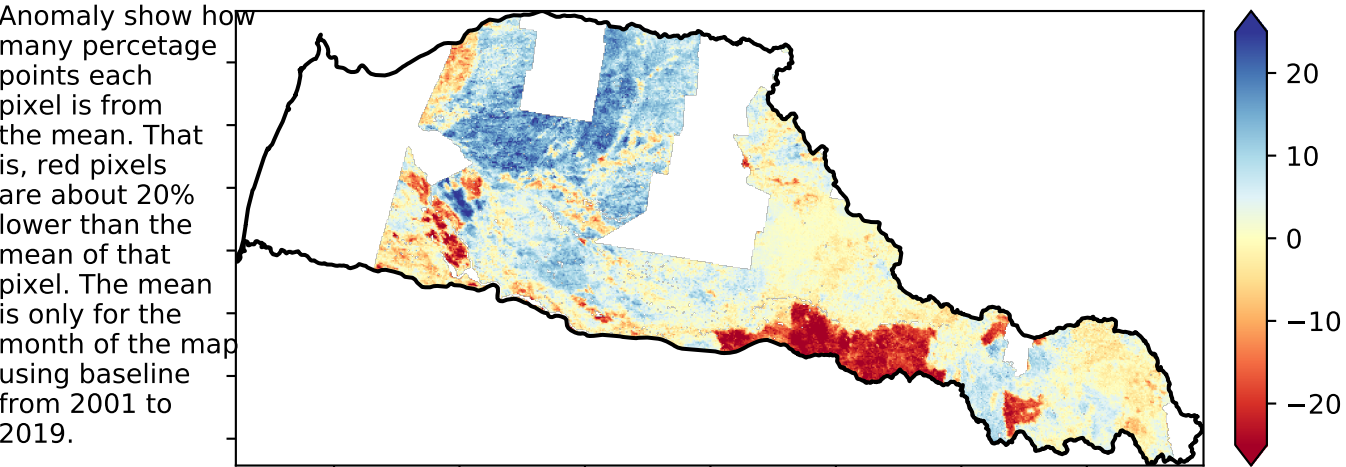 Anomaly show how
many percetage
points each
pixel is from
the mean. That
is, red pixels
are about 20%
lower than the
mean of that
pixel. The mean
is only for the
month of the map
using baseline
from 2001 to
2019.
20
10
0
−10
−20